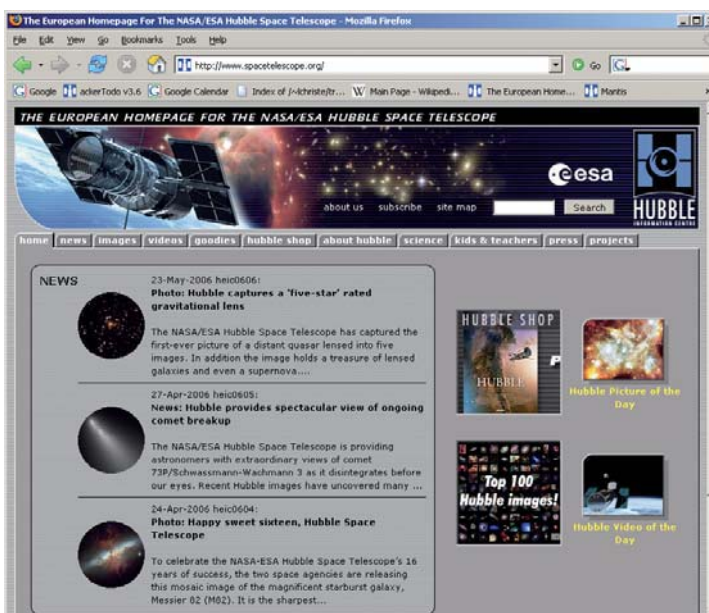 The European Homepage For The NASA/ESA Hubble Space Telescope - Mozilla Firefox
File Edit View Go Bookmarks Tools Help
http://www.spacetelescope.org/
Go
G
Google ackerTodo v3.6 Google Calendar Index of /~lchriste/tr... Main Page - Wikipedi... The European Home... Mantis
THE EUROPEAN HOMEPAGE FOR THE NASA/ESA HUBBLE SPACE TELESCOPE
esa
about us subscribe site map Search
HUBBLE
INFORMATION CENTRE
home news images videos goodies hubble shop about hubble science kids & teachers press projects
NEWS
23-May-2006 heic0606:
Photo: Hubble captures a 'five-star' rated
gravitational lens
The NASA/ESA Hubble Space Telescope has captured the
first-ever picture of a distant quasar lensed into five
images. In addition the image holds a treasure of lensed
galaxies and even a supernova....
27-Apr-2006 heic0605:
News: Hubble provides spectacular view of ongoing
comet breakup
The NASA/ESA Hubble Space Telescope is providing
astronomers with extraordinary views of comet
73P/Schwassmann-Wachmann 3 as it disintegrates before
our eyes. Recent Hubble images have uncovered many ...
24-Apr-2006 heic0604:
Photo: Happy sweet sixteen, Hubble Space
Telescope
To celebrate the NASA-ESA Hubble Space Telescope's 16
years of success, the two space agencies are releasing
this mosaic image of the magnificent starburst galaxy,
Messier 82 (M82). It is the sharpest...
HUBBLE SHOP
P
HUBBLE
Hubble Picture of the
Day
Top 100
Hubble images!
Hubble Video of the
Day